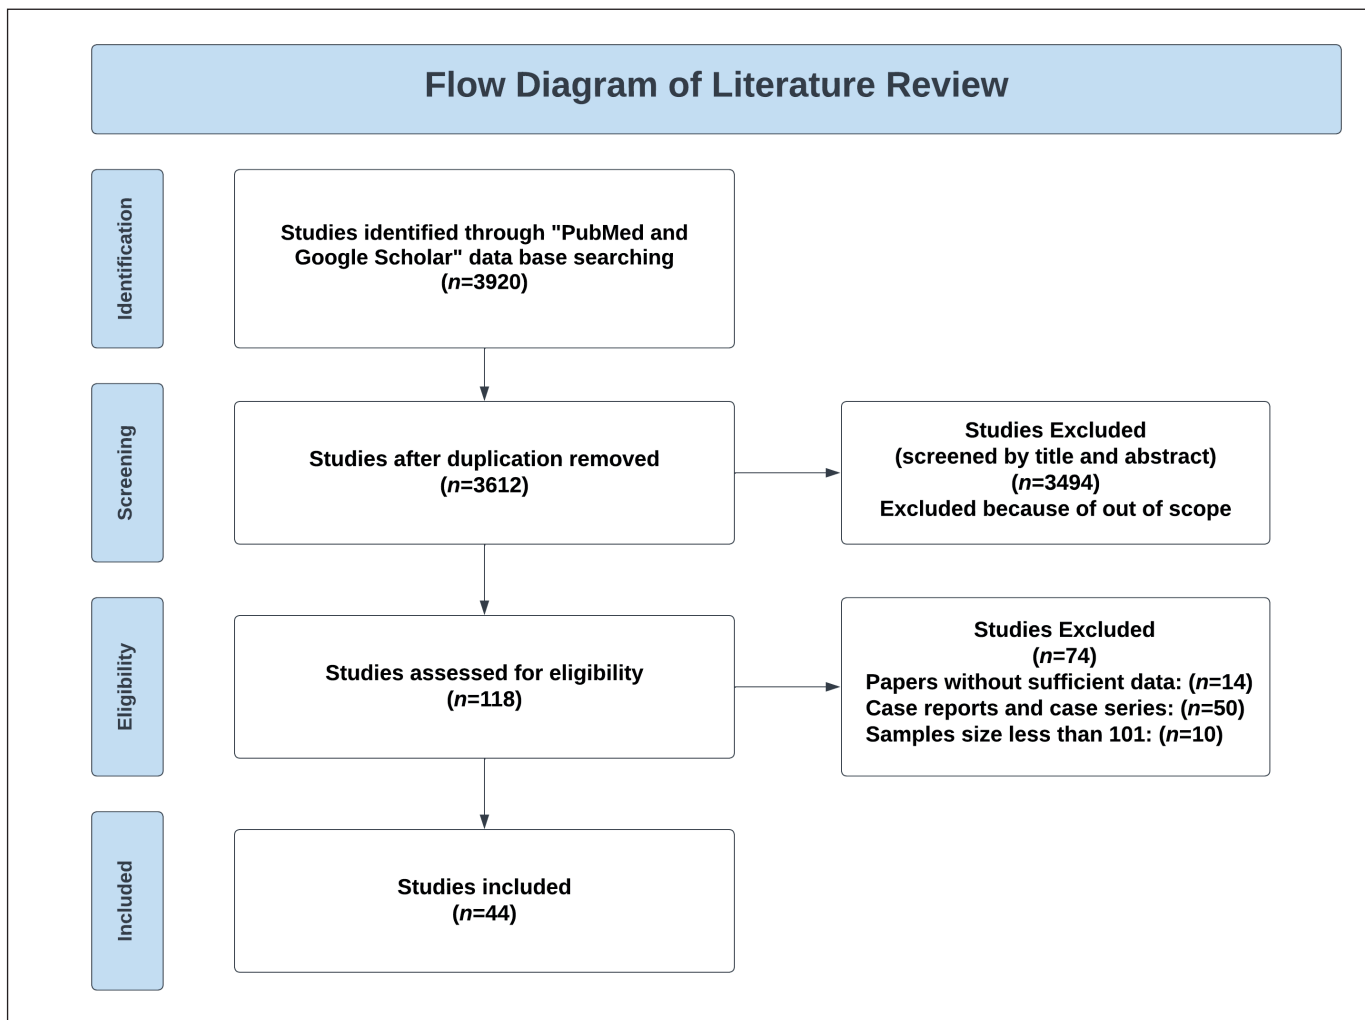 Flow Diagram of Literature Review
Identification
Studies identified through "PubMed and
Google Scholar" data base searching
(n=3920)
Screening
Studies after duplication removed
(n=3612)
Studies Excluded
(screened by title and abstract)
(n=3494)
Excluded because of out of scope
Eligibility
Studies assessed for eligibility
(n=118)
Studies Excluded
(n=74)
Papers without sufficient data: (n=14)
Case reports and case series: (n=50)
Samples size less than 101: (n=10)
Included
Studies included
(n=44)